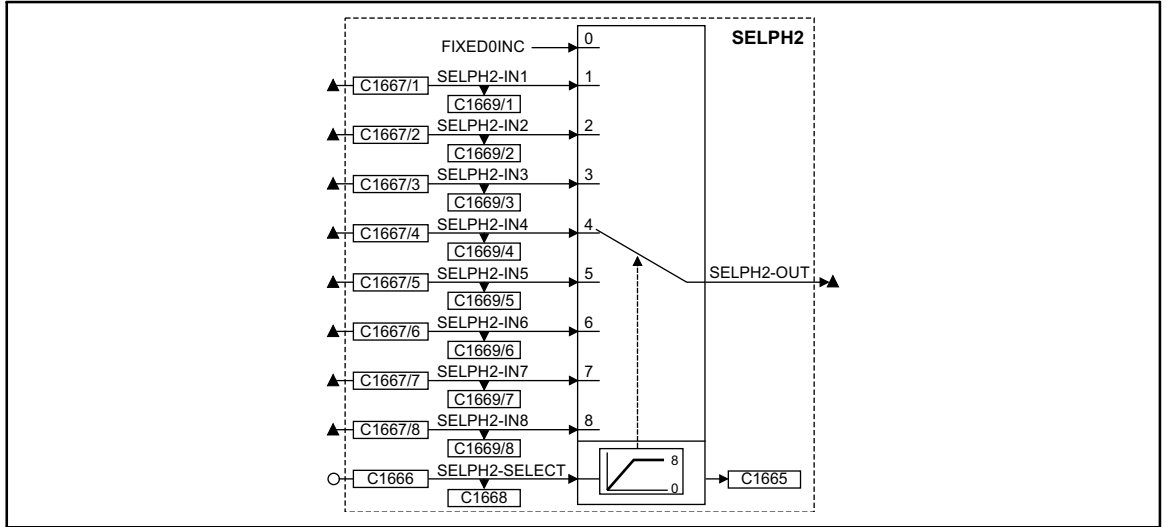 SELPH2
FIXED0INC
0
C1667/1
SELPH2-IN1
1
C1669/1
C1667/2
SELPH2-IN2
2
C1669/2
C1667/3
SELPH2-IN3
3
C1669/3
C1667/4
SELPH2-IN4
4
C1669/4
C1667/5
SELPH2-IN5
5
SELPH2-OUT
C1669/5
C1667/6
SELPH2-IN6
6
C1669/6
C1667/7
SELPH2-IN7
7
C1669/7
C1667/8
SELPH2-IN8
8
C1669/8
C1666
SELPH2-SELECT
8
0
C1665
C1668